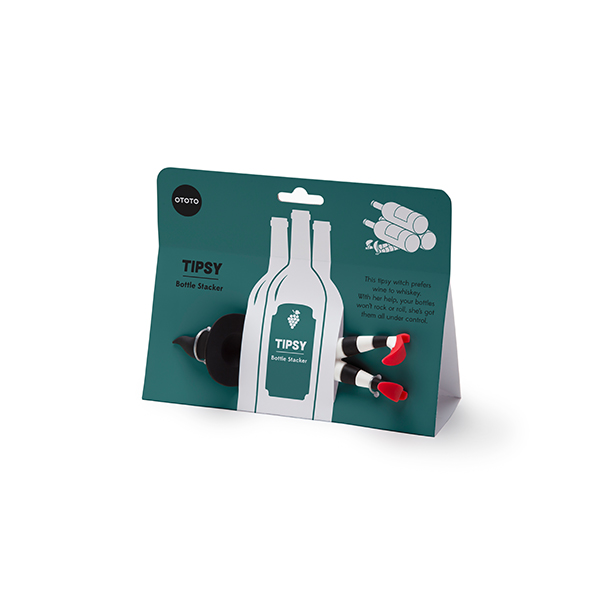 OTOTO
TIPSY
Bottle Stacker
This tipsy witch prefers
wine to whiskey.
With her help, your bottles
won't rock or roll, she's got
them all under control.
TIPSY
Bottle Stacker